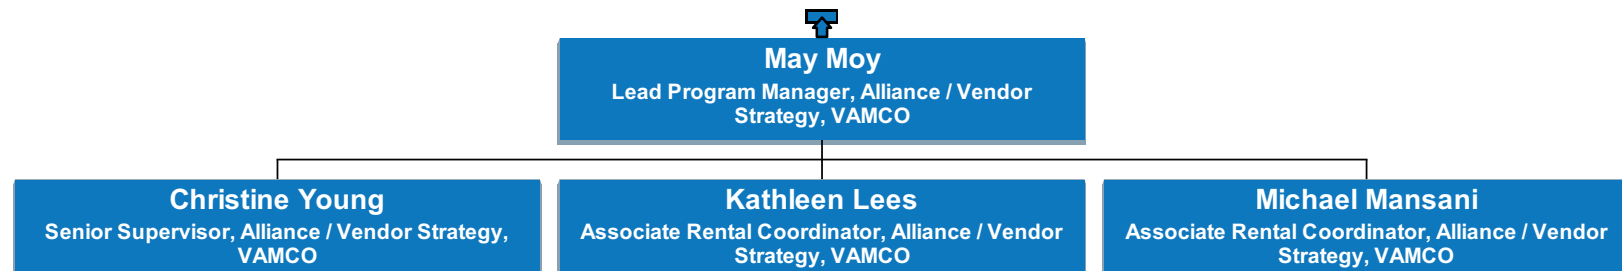 May Moy
Lead Program Manager, Alliance / Vendor
Strategy, VAMCO
Christine Young
Senior Supervisor, Alliance / Vendor Strategy,
VAMCO
Kathleen Lees
Associate Rental Coordinator, Alliance / Vendor
Strategy, VAMCO
Michael Mansani
Associate Rental Coordinator, Alliance / Vendor
Strategy, VAMCO